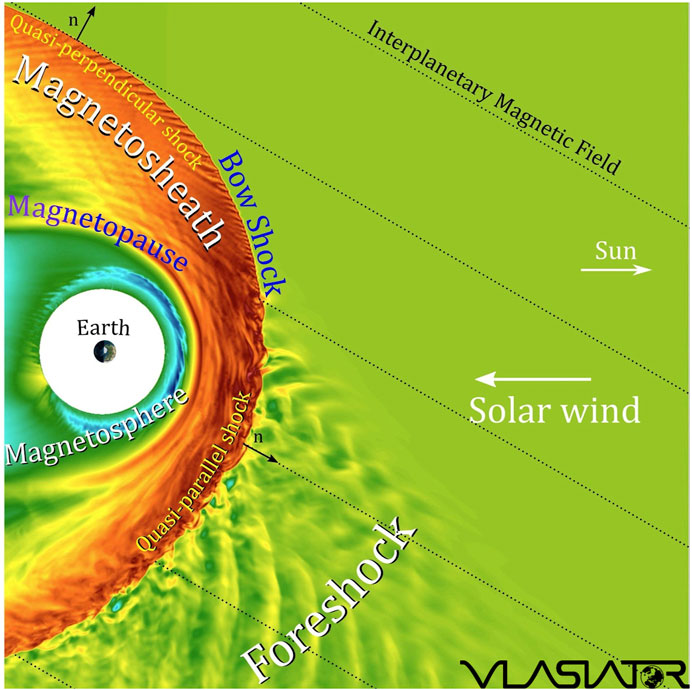 n
Quasi-perpendicular shock
Interplanetary Magnetic Field
Magnetosheath
Bow Shock
Magnetopause
Sun
Earth
Solar wind
Magnetosphere
Quasi-parallel shock
n
Foreshock
VLASIATOR